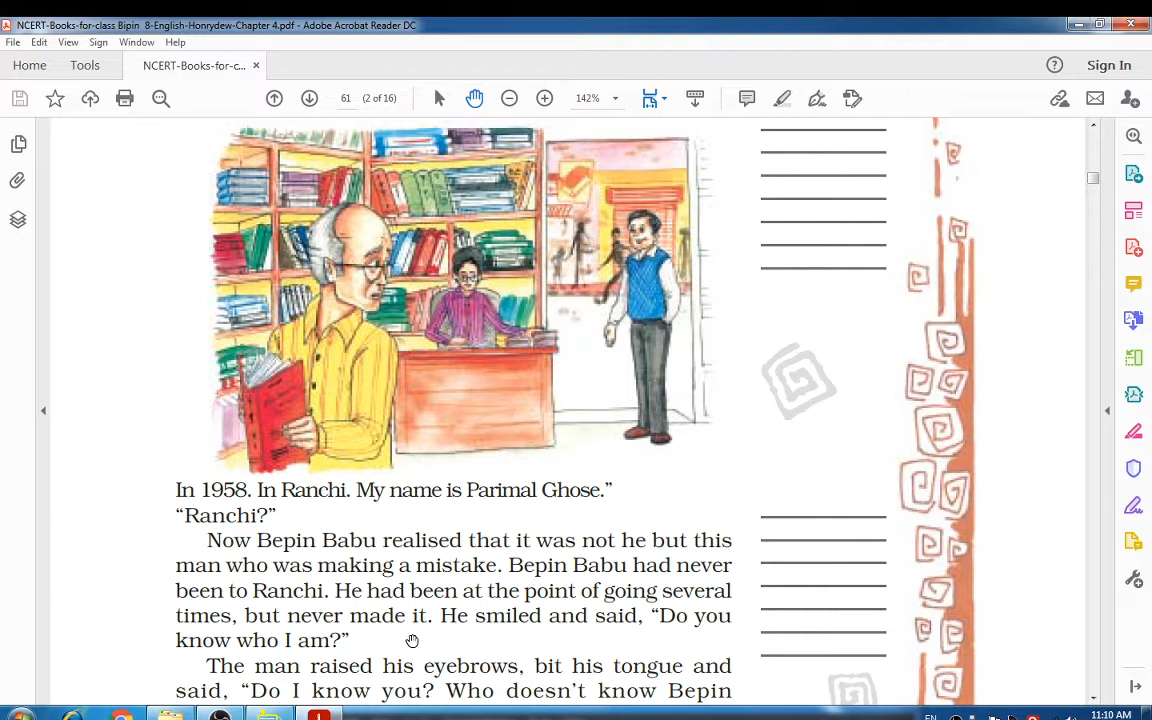 NCERT-Books-for-class Bipin 8-English-Honrydew-Chapter 4.pdf - Adobe Acrobat Reader DC
File Edit View Sign Window Help
Home Tools NCERT-Books-for-c... × Sign In
61 (2 of 16) 142%
In 1958. In Ranchi. My name is Parimal Ghose.”
“Ranchi?”
Now Bepin Babu realised that it was not he but this
man who was making a mistake. Bepin Babu had never
been to Ranchi. He had been at the point of going several
times, but never made it. He smiled and said, “Do you
know who I am?”
The man raised his eyebrows, bit his tongue and
said, “Do I know you? Who doesn’t know Bepin
EN 11:10 AM